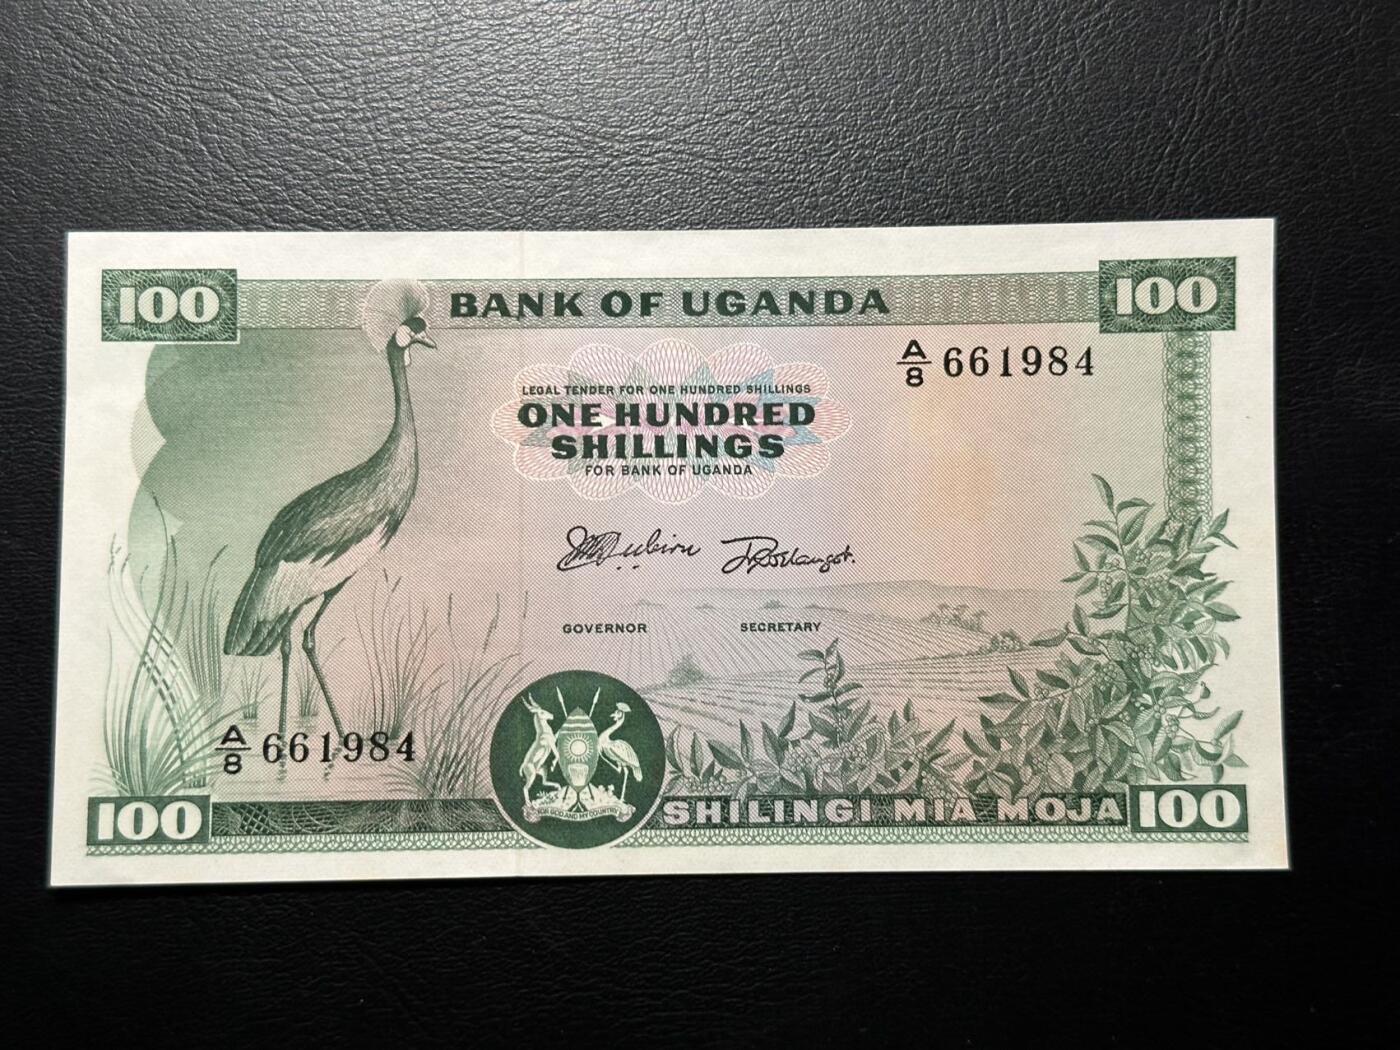 100
BANK OF UGANDA
100
A/8 661984
LEGAL TENDER FOR ONE HUNDRED SHILLINGS
ONE HUNDRED
SHILLINGS
FOR BANK OF UGANDA
GOVERNOR
SECRETARY
A/8 661984
FOR GOD AND MY COUNTRY
100
SHILINGI MIA MOJA
100